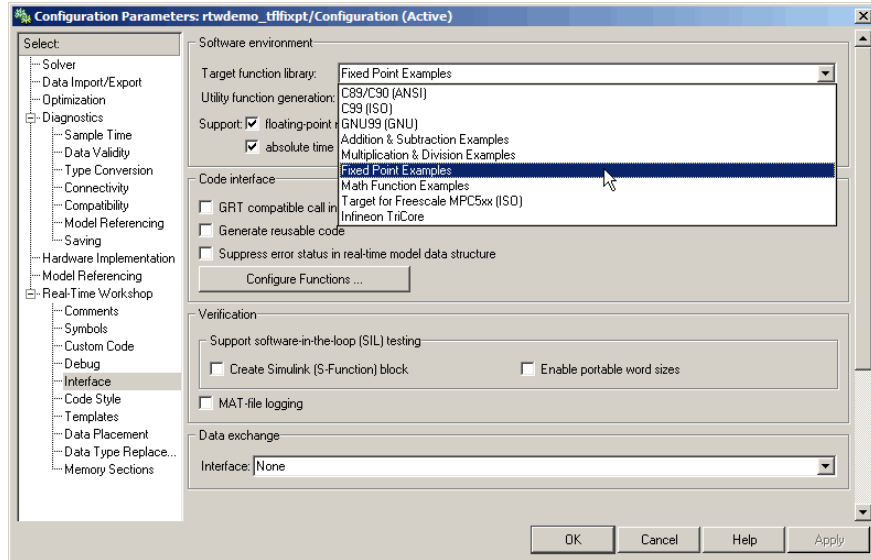 Configuration Parameters: rtwdemo_tflfixpt/Configuration (Active)
Select:
Solver
Data Import/Export
Optimization
Diagnostics
Sample Time
Data Validity
Type Conversion
Connectivity
Compatibility
Model Referencing
Saving
Hardware Implementation
Model Referencing
Real-Time Workshop
Comments
Symbols
Custom Code
Debug
Interface
Code Style
Templates
Data Placement
Data Type Replace...
Memory Sections
Software environment
Target function library: Fixed Point Examples
Utility function generation:
Support: floating-point
absolute time
C89/C90 (ANSI)
C99 (ISO)
GNU99 (GNU)
Addition & Subtraction Examples
Multiplication & Division Examples
Fixed Point Examples
Math Function Examples
Target for Freescale MPC5xx (ISO)
Infineon TriCore
Code interface
GRT compatible call in
Generate reusable code
Suppress error status in real-time model data structure
Configure Functions ...
Verification
Support software-in-the-loop (SIL) testing
Create Simulink (S-Function) block
Enable portable word sizes
MAT-file logging
Data exchange
Interface: None
OK
Cancel
Help
Apply